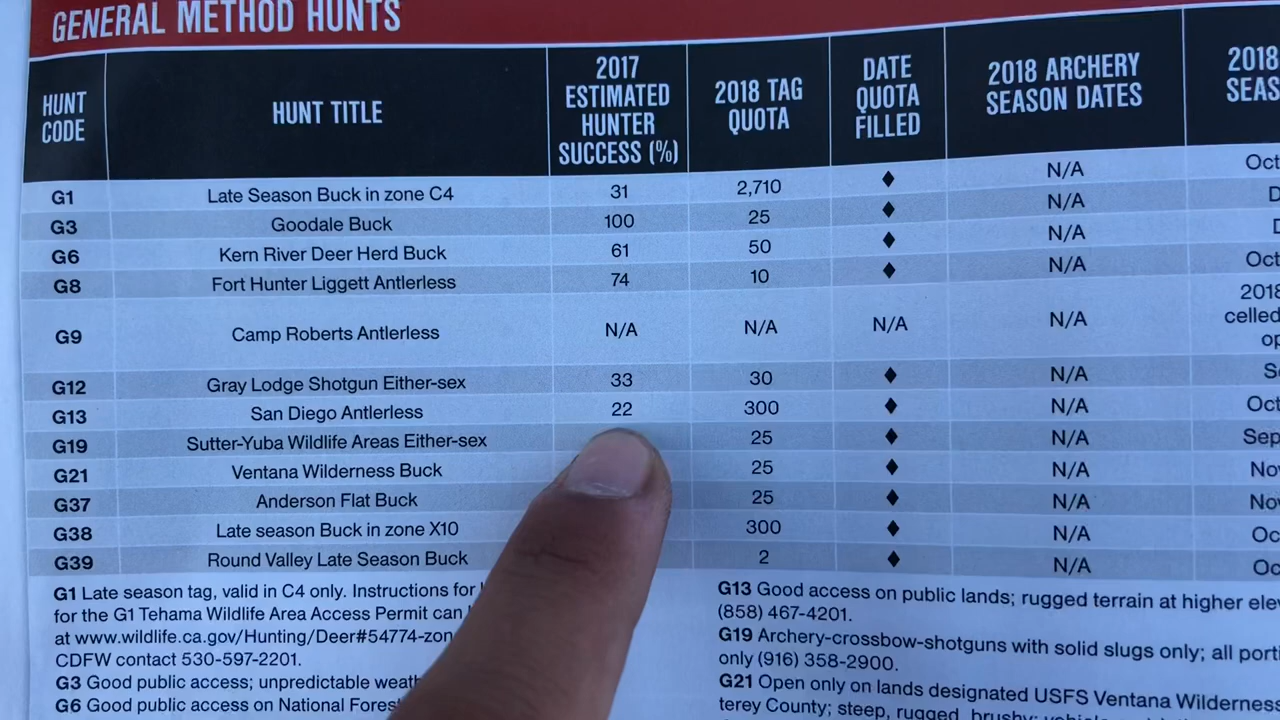 GENERAL METHOD HUNTS
HUNT CODE HUNT TITLE 2017 ESTIMATED HUNTER SUCCESS (%) 2018 TAG QUOTA DATE QUOTA FILLED 2018 ARCHERY SEASON DATES 2018
G1 Late Season Buck in zone C4 31 2,710 ♦ N/A Oct
G3 Goodale Buck 100 25 ♦ N/A
G6 Kern River Deer Herd Buck 61 50 ♦ N/A
G8 Fort Hunter Liggett Antlerless 74 10 ♦ N/A Oct
G9 Camp Roberts Antlerless N/A N/A N/A N/A 2018
G12 Gray Lodge Shotgun Either-sex 33 30 ♦ N/A
G13 San Diego Antlerless 22 300 ♦ N/A Oct
G19 Sutter-Yuba Wildlife Areas Either-sex 25 ♦ N/A Sep
G21 Ventana Wilderness Buck 25 ♦ N/A
G37 Anderson Flat Buck 25 ♦ N/A
G38 Late season Buck in zone X10 300 ♦ N/A
G39 Round Valley Late Season Buck 2 ♦ N/A
G1 Late season tag, valid in C4 only. Instructions for
for the G1 Tehama Wildlife Area Access Permit can
at www.wildlife.ca.gov/Hunting/Deer#54774-zon
CDFW contact 530-597-2201.
G3 Good public access; unpredictable weath
G6 Good public access on National Fores
G13 Good access on public lands; rugged terrain at higher ele
(858) 467-4201.
G19 Archery-crossbow-shotguns with solid slugs only; all porti
only (916) 358-2900.
G21 Open only on lands designated USFS Ventana Wilderness
terey County; steep, rugged, brushy;